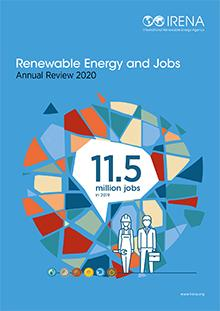 IRENA
International Renewable Energy Agency
Renewable Energy and Jobs
Annual Review 2020
11.5
million jobs
in 2019
www.irena.org